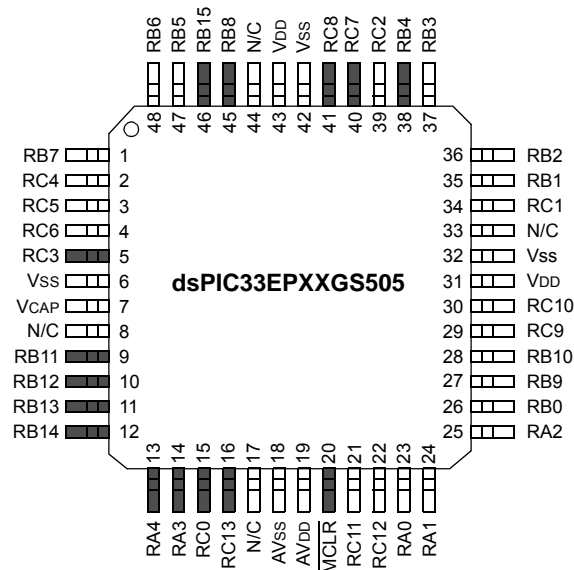 RB6 RB5 RB15 RB8 N/C VDD VSS RC8 RC7 RC2 RB4 RB3
48 47 46 45 44 43 42 41 40 39 38 37
RB7 1 36 RB2
RC4 2 35 RB1
RC5 3 34 RC1
RC6 4 33 N/C
RC3 5 32 Vss
VSS 6 31 VDD
VCAP 7 30 RC10
N/C 8 29 RC9
RB11 9 28 RB10
RB12 10 27 RB9
RB13 11 26 RB0
RB14 12 25 RA2
dsPIC33EPXXGS505
13 14 15 16 17 18 19 20 21 22 23 24
RA4 RA3 RC0 RC13 N/C AVSS AVDD MCLR RC11 RC12 RA0 RA1